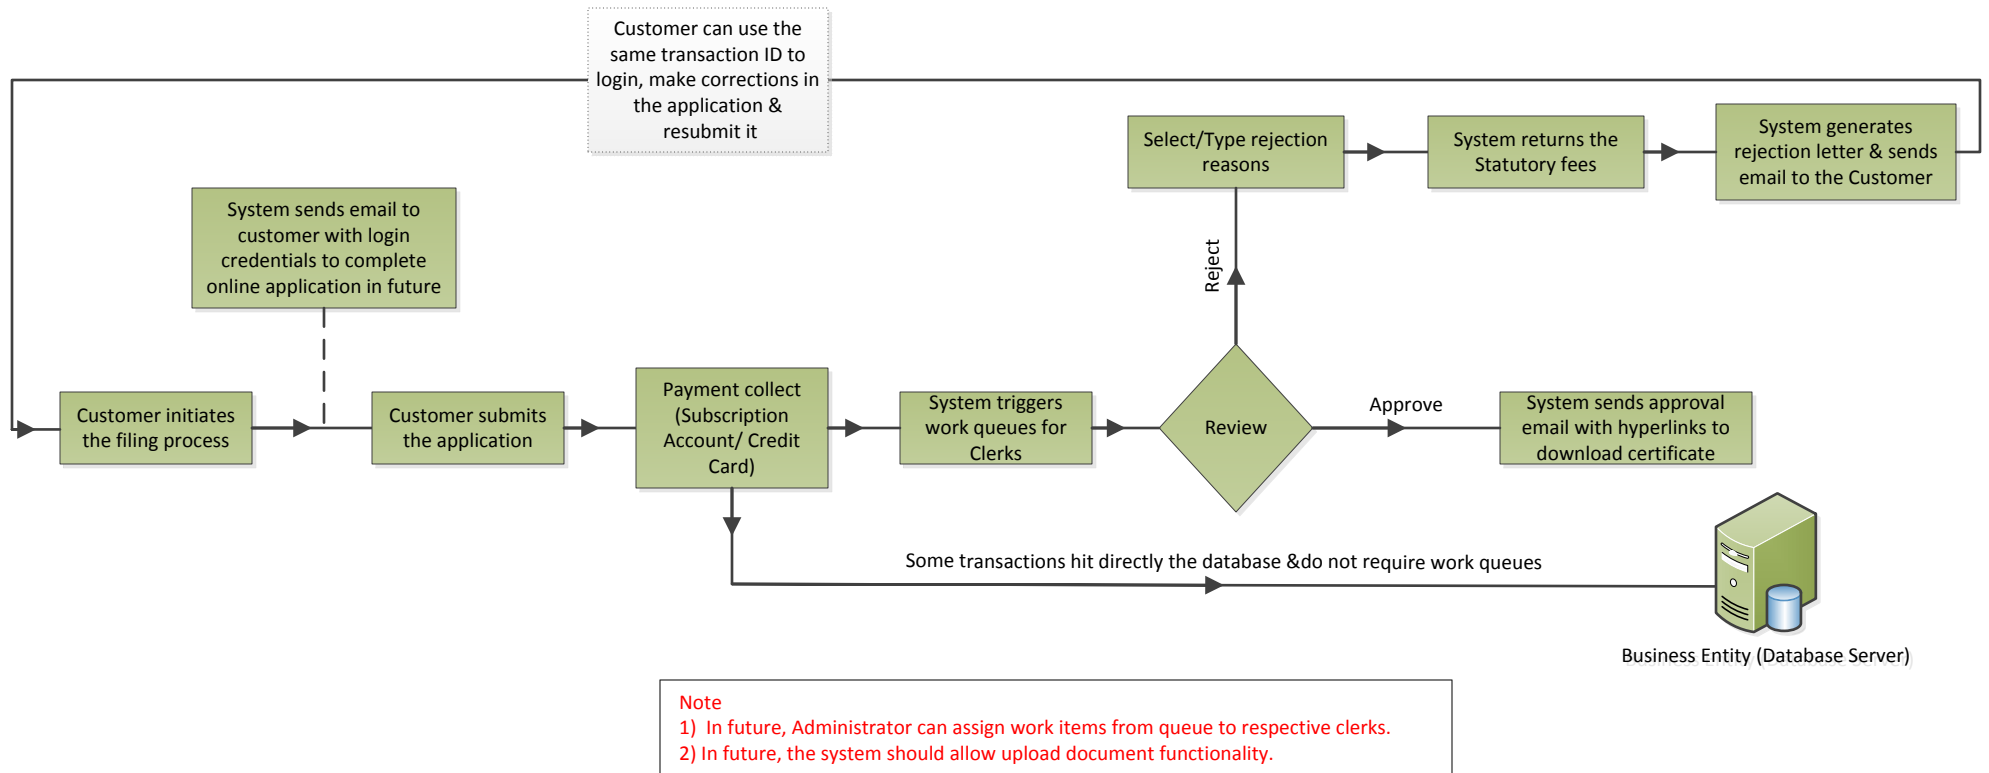 Customer can use the
same transaction ID to
login, make corrections in
the application &
resubmit it
Select/Type rejection
reasons
System returns the
Statutory fees
System generates
rejection letter & sends
email to the Customer
System sends email to
customer with login
credentials to complete
online application in future
Reject
Customer initiates
the filing process
Customer submits
the application
Payment collect
(Subscription
Account/ Credit
Card)
System triggers
work queues for
Clerks
Review
Approve
System sends approval
email with hyperlinks to
download certificate
Some transactions hit directly the database &do not require work queues
Business Entity (Database Server)
Note
1) In future, Administrator can assign work items from queue to respective clerks.
2) In future, the system should allow upload document functionality.